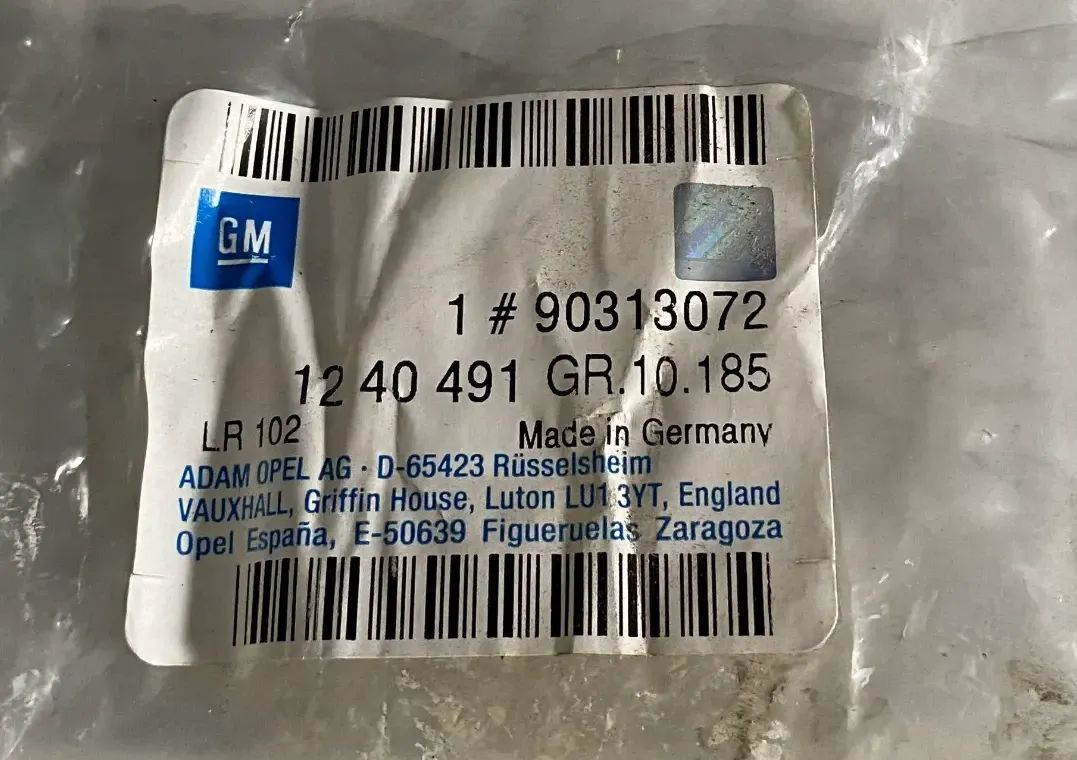 GM
1 # 90313072
12 40 491 GR.10.185
LR 102 Made in Germany
ADAM OPEL AG · D-65423 Rüsselsheim
VAUXHALL, Griffin House, Luton LU1 3YT, England
Opel España, E-50639 Figueruelas Zaragoza